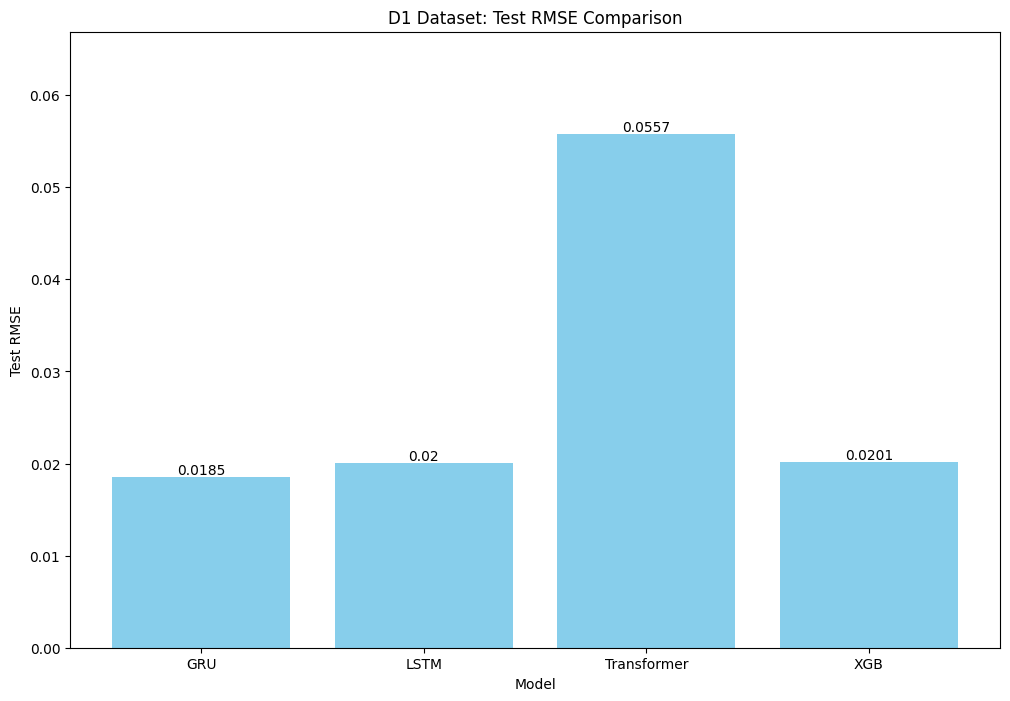 D1 Dataset: Test RMSE Comparison
Test RMSE
0.06
0.05
0.04
0.03
0.02
0.01
0.00
0.0185
0.02
0.0557
0.0201
GRU
LSTM
Transformer
XGB
Model